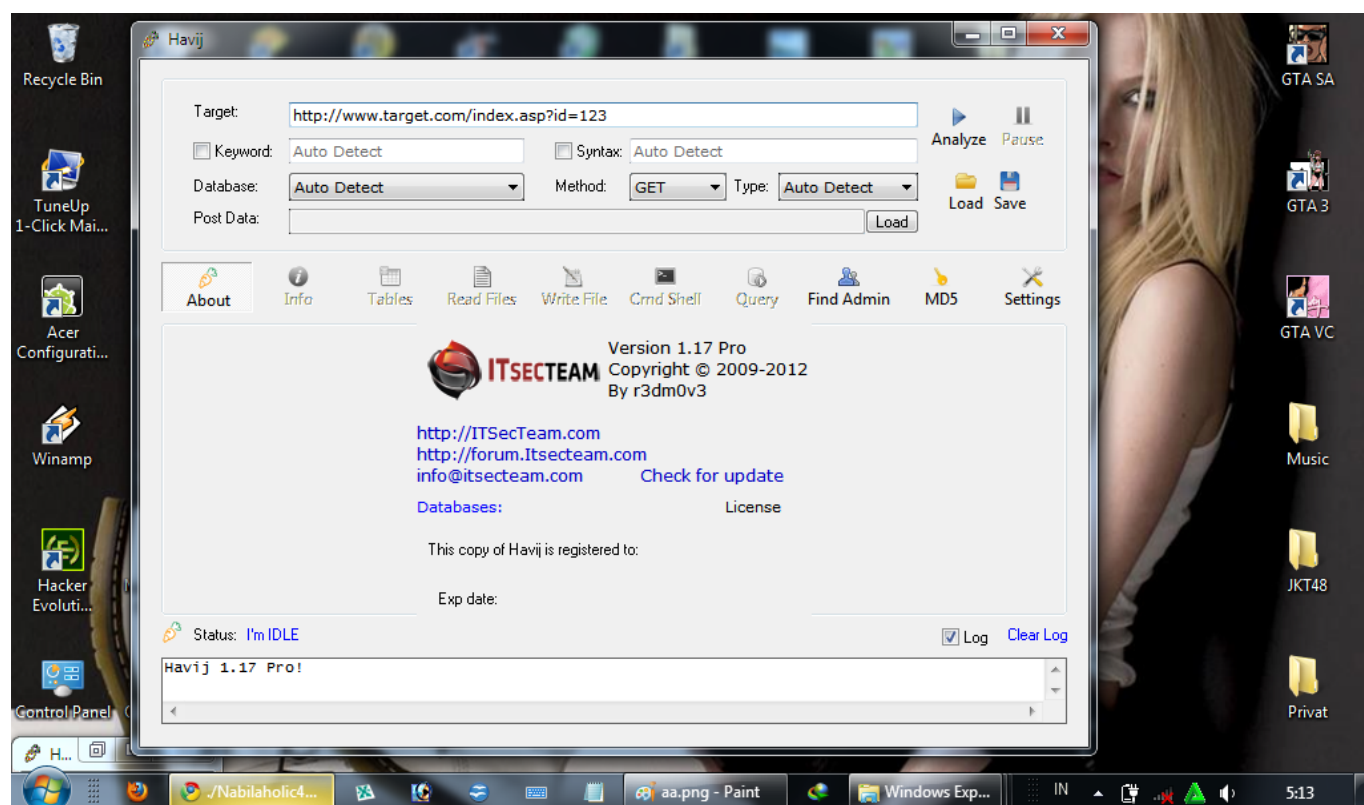 Recycle Bin
TuneUp
1-Click Mai...
Acer
Configurati...
Winamp
Hacker
Evoluti...
Control Panel
Havij
Target:
http://www.target.com/index.asp?id=123
Analyze
Pause
Keyword:
Auto Detect
Syntax:
Auto Detect
Database:
Auto Detect
Method:
GET
Type:
Auto Detect
Load
Save
Post Data:
Load
About
Info
Tables
Read Files
Write File
Cmd Shell
Query
Find Admin
MD5
Settings
ITSECTEAM
Version 1.17 Pro
Copyright © 2009-2012
By r3dm0v3
http://ITSecTeam.com
http://forum.Itsecteam.com
info@itsecteam.com
Check for update
Databases:
License
This copy of Havij is registered to:
Exp date:
Status: I'm IDLE
Log
Clear Log
Havij 1.17 Pro!
GTA SA
GTA 3
GTA VC
Music
JKT48
Privat
H...
./Nabilaholic4...
aa.png - Paint
Windows Exp...
IN
5:13